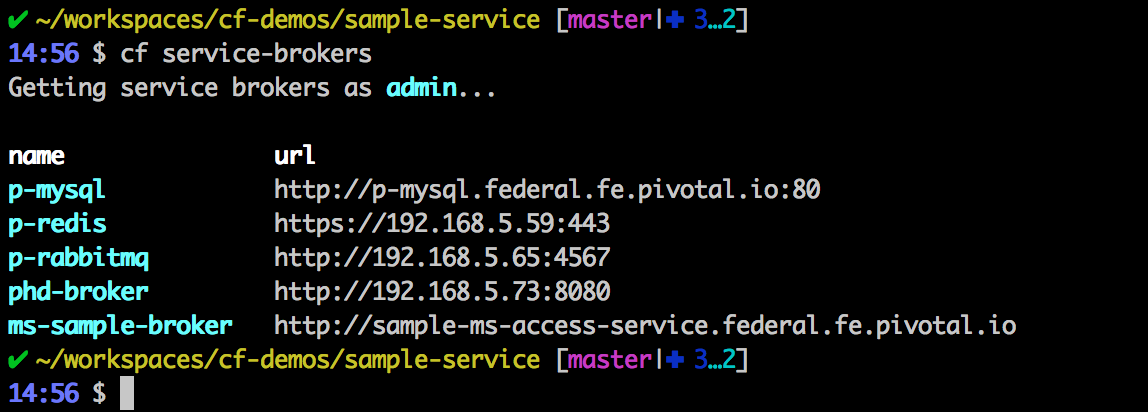 ✔ ~/workspaces/cf-demos/sample-service [master|✚ 3…2]
14:56 $ cf service-brokers
Getting service brokers as admin...
name url
p-mysql http://p-mysql.federal.fe.pivotal.io:80
p-redis https://192.168.5.59:443
p-rabbitmq http://192.168.5.65:4567
phd-broker http://192.168.5.73:8080
ms-sample-broker http://sample-ms-access-service.federal.fe.pivotal.io
✔ ~/workspaces/cf-demos/sample-service [master|✚ 3…2]
14:56 $